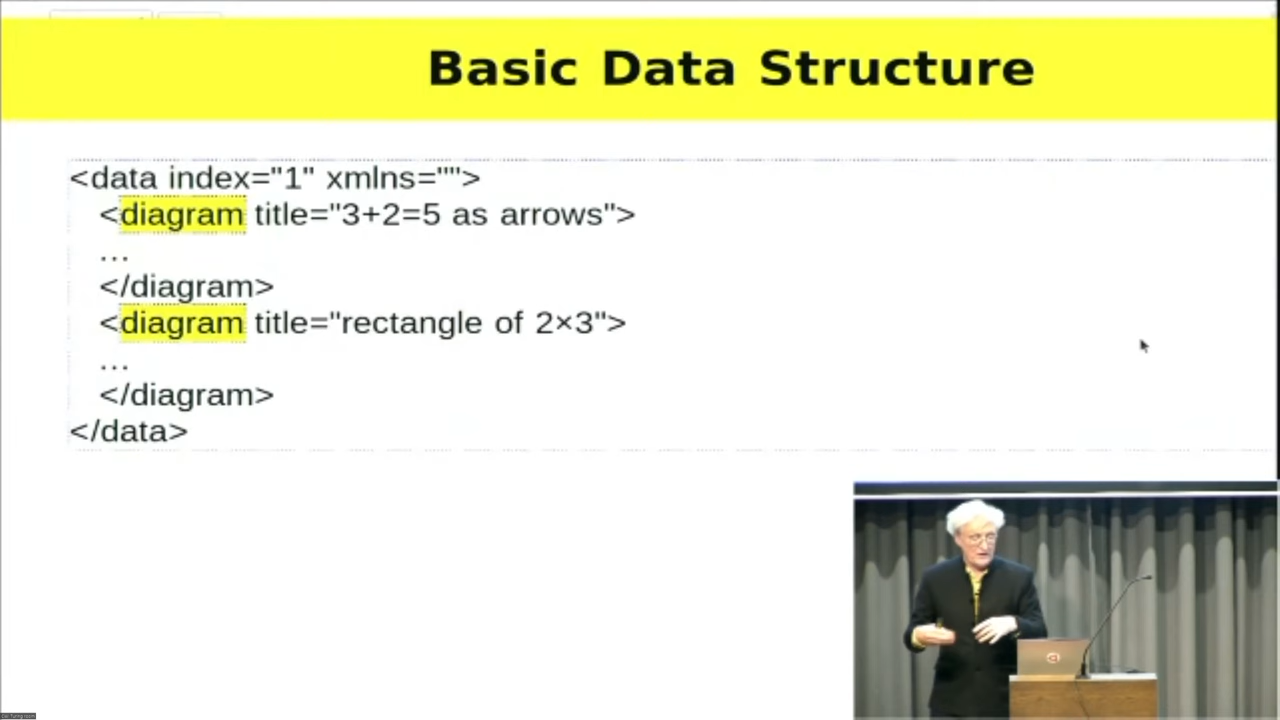 Basic Data Structure
<data index="1" xmlns="">
<diagram title="3+2=5 as arrows">
...
</diagram>
<diagram title="rectangle of 2×3">
...
</diagram>
</data>